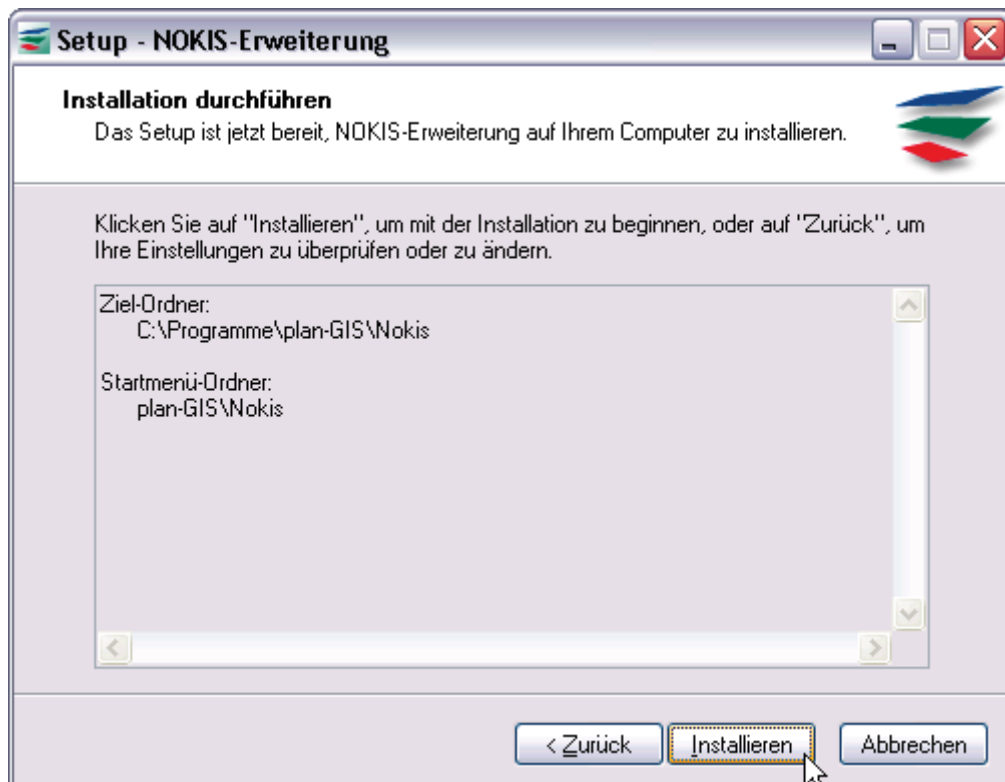 Setup - NOKIS-Erweiterung
Installation durchführen
Das Setup ist jetzt bereit, NOKIS-Erweiterung auf Ihrem Computer zu installieren.
Klicken Sie auf "Installieren", um mit der Installation zu beginnen, oder auf "Zurück", um
Ihre Einstellungen zu überprüfen oder zu ändern.
Ziel-Ordner:
C:\Programme\plan-GIS\Nokis
Startmenü-Ordner:
plan-GIS\Nokis
< Zurück
Installieren
Abbrechen